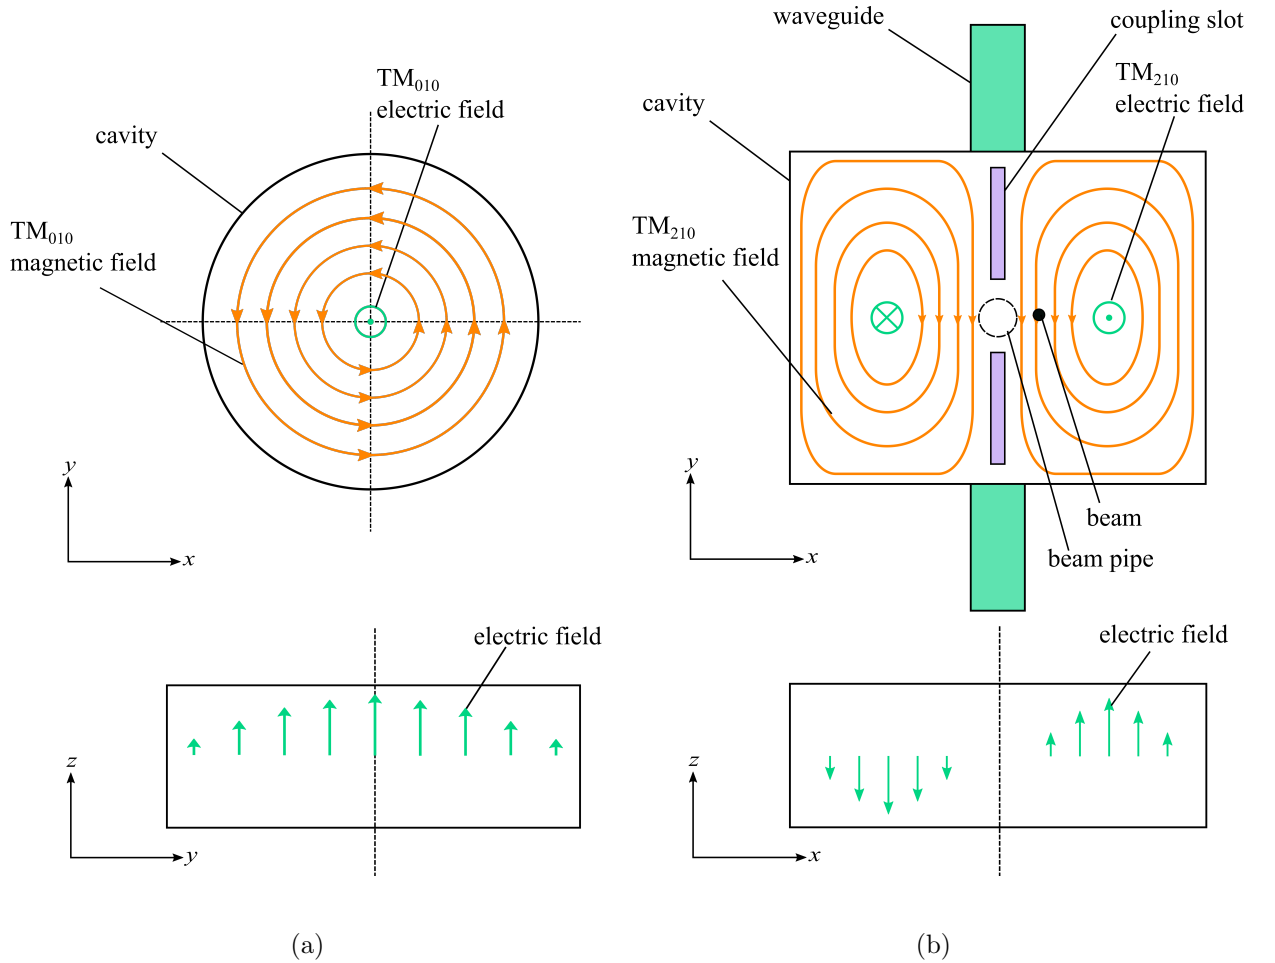 TM010
electric field
cavity
TM010
magnetic field
y
x
electric field
z
y
(a)
waveguide
coupling slot
TM210
electric field
cavity
TM210
magnetic field
y
x
beam
beam pipe
electric field
z
x
(b)